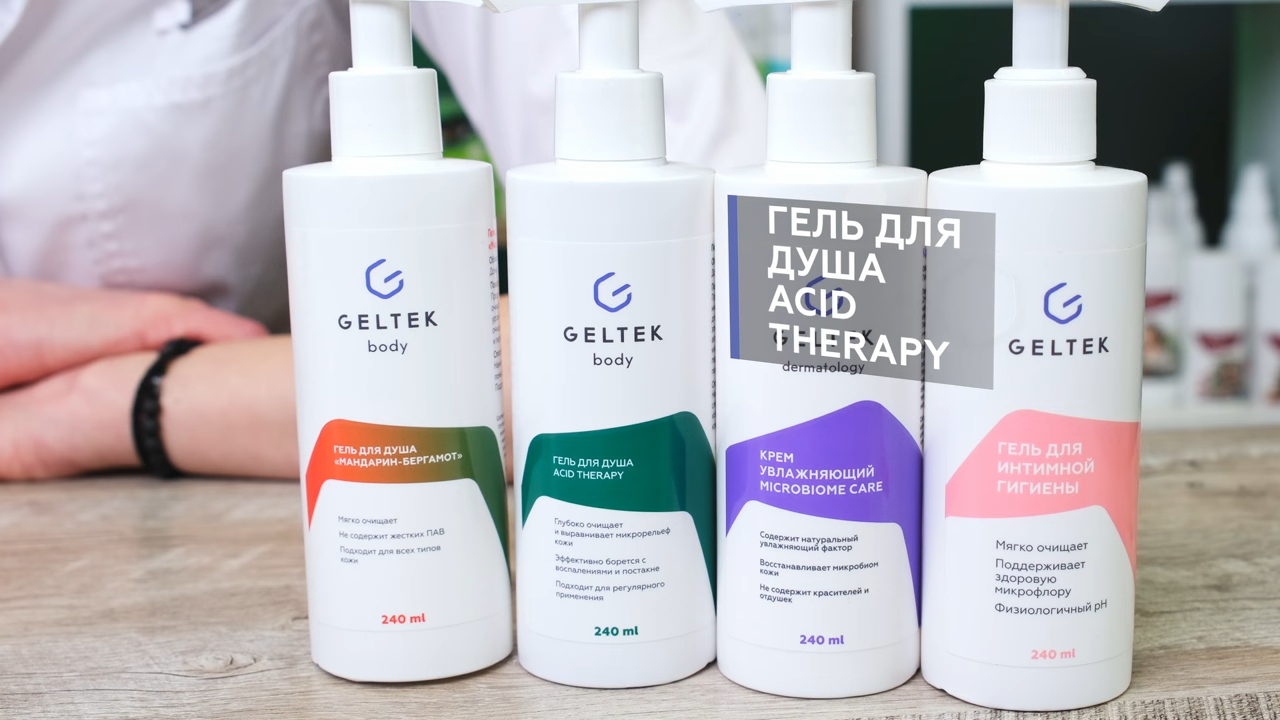 GELTEK
body
ГЕЛЬ ДЛЯ ДУША
«МАНДАРИН-БЕРГАМОТ»
Мягко очищает
Не содержит жестких ПАВ
Подходит для всех типов
кожи
240 ml
GELTEK
body
ГЕЛЬ ДЛЯ ДУША
ACID THERAPY
Глубоко очищает
и выравнивает микрорельеф
кожи
Эффективно борется с
воспалениями и постакне
Подходит для регулярного
применения
240 ml
ГЕЛЬ ДЛЯ
ДУША
ACID
THERAPY
GELTEK
dermatology
КРЕМ
УВЛАЖНЯЮЩИЙ
MICROBIOME CARE
Содержит натуральный
увлажняющий фактор
Восстанавливает микробиом
кожи
Не содержит красителей и
отдушек
240 ml
GELTEK
ГЕЛЬ ДЛЯ
ИНТИМНОЙ
ГИГИЕНЫ
Мягко очищает
Поддерживает
здоровую
микрофлору
Физиологичный pH
240 ml